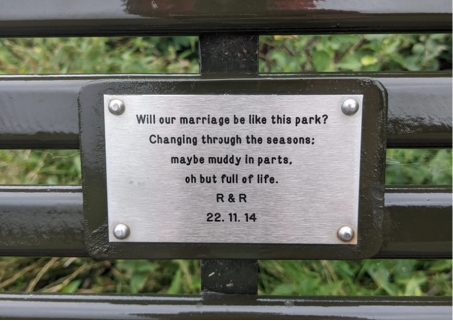 Will our marriage be like this park?
Changing through the seasons;
maybe muddy in parts,
oh but full of life.
R & R
22. 11. 14